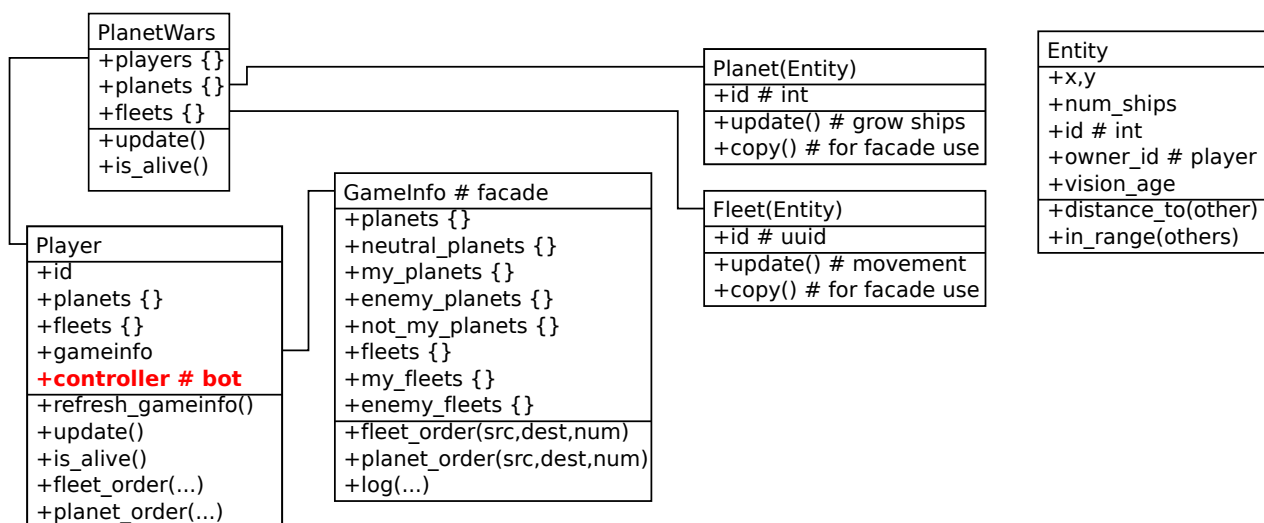 PlanetWars
+players {}
+planets {}
+fleets {}
+update()
+is_alive()
Player
+id
+planets {}
+fleets {}
+gameinfo
+controller # bot
+refresh_gameinfo()
+update()
+is_alive()
+fleet_order(...)
+planet_order(...)
GameInfo # facade
+planets {}
+neutral_planets {}
+my_planets {}
+enemy_planets {}
+not_my_planets {}
+fleets {}
+my_fleets {}
+enemy_fleets {}
+fleet_order(src,dest,num)
+planet_order(src,dest,num)
+log(...)
Planet(Entity)
+id # int
+update() # grow ships
+copy() # for facade use
Fleet(Entity)
+id # uuid
+update() # movement
+copy() # for facade use
Entity
+x,y
+num_ships
+id # int
+owner_id # player
+vision_age
+distance_to(other)
+in_range(others)